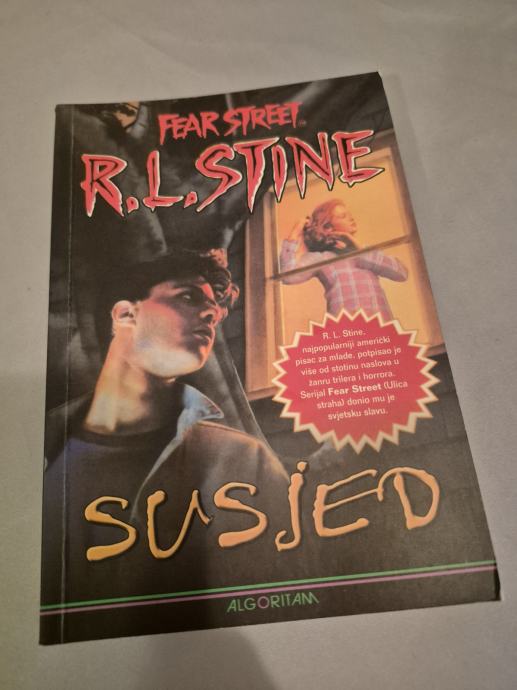 FEAR STREET
R.L.STINE
R. L. Stine,
najpopularniji američki
pisac za mlade, potpisao je
više od stotinu naslova u
žanru trilera i horrora.
Serijal Fear Street (Ulica
straha) donio mu je
svjetsku slavu.
SUSJED
ALGORITAM